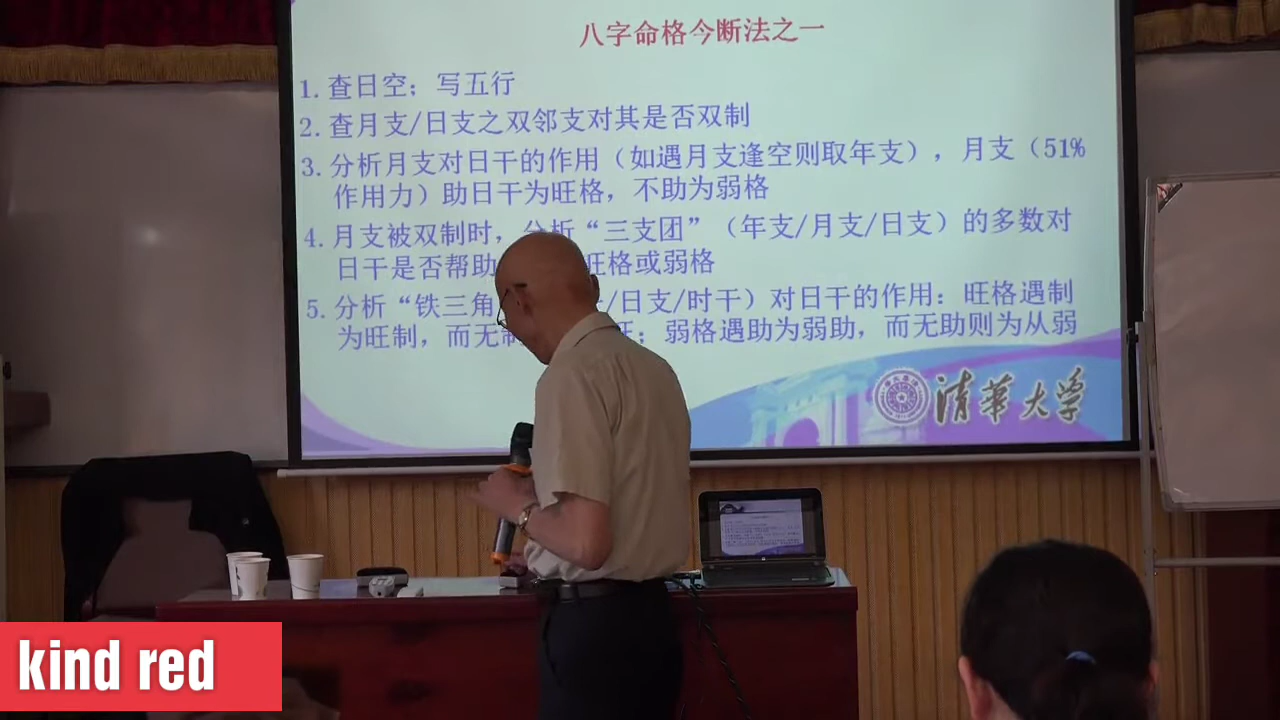 八字命格今断法之一
1. 查日空；写五行
2. 查月支/日支之双邻支对其是否双制
3. 分析月支对日干的作用（如遇月支逢空则取年支），月支（51%
作用力）助日干为旺格，不助为弱格
4. 月支被双制时，分析“三支团”（年支/月支/日支）的多数对
日干是否帮助 旺格或弱格
5. 分析“铁三角 /日支/时干）对日干的作用：旺格遇制
为旺制，而无制 ；弱格遇助为弱助，而无助则为从弱
清華大学
kind red